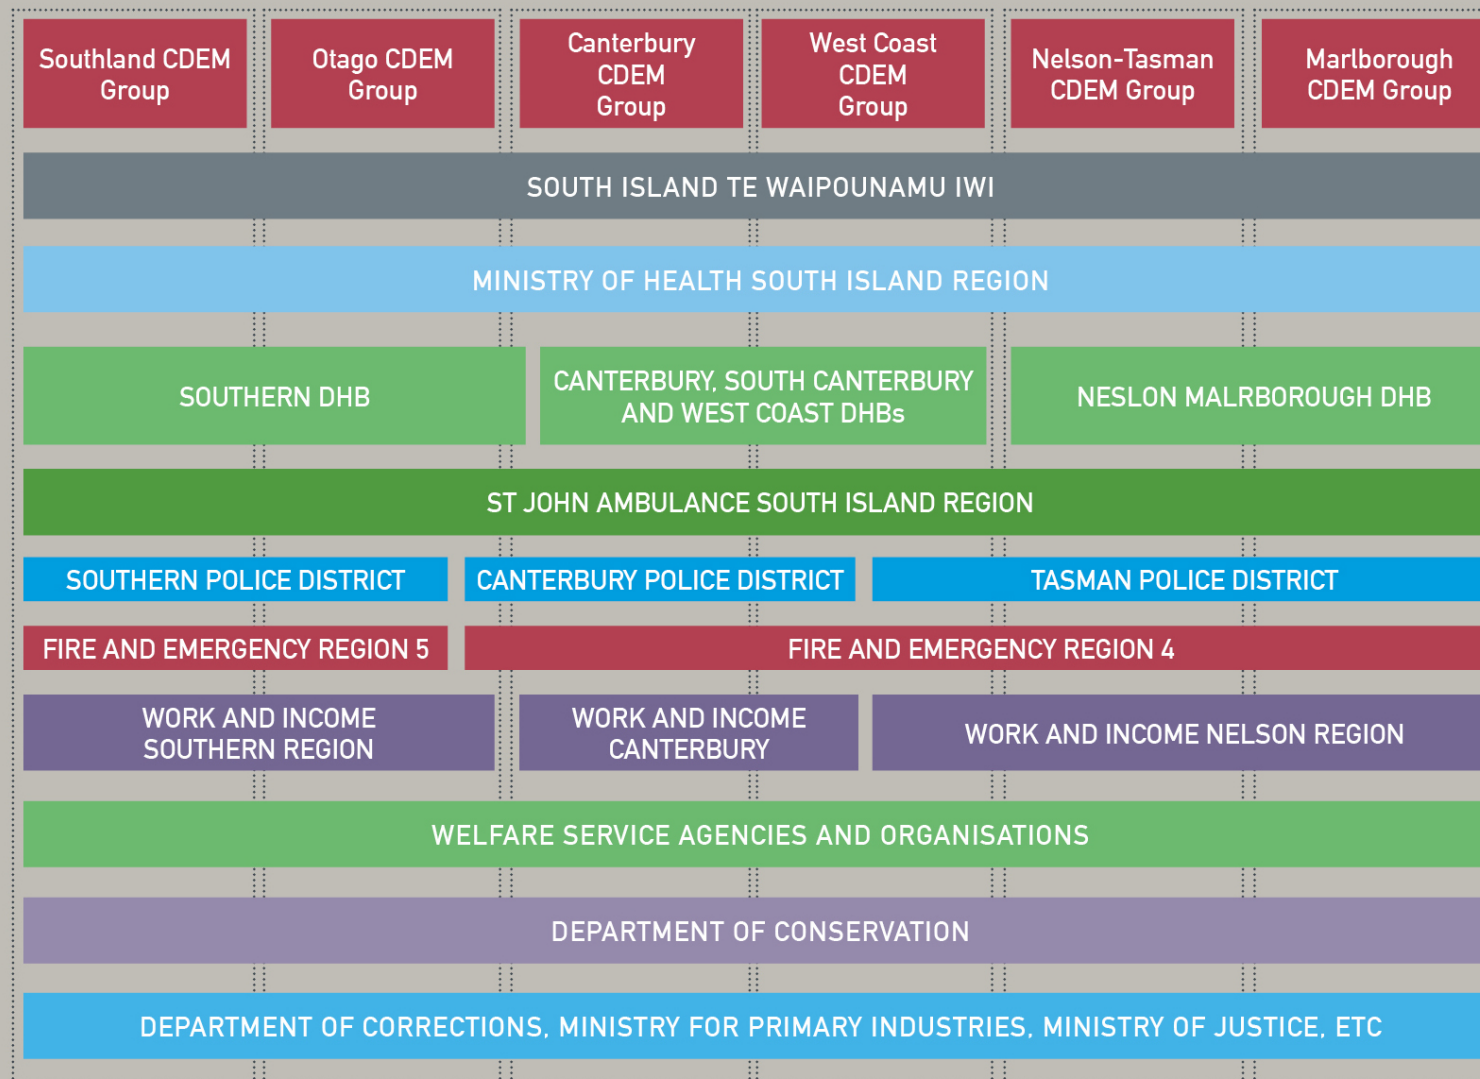 Southland CDEM
Group
Otago CDEM
Group
Canterbury
CDEM
Group
West Coast
CDEM
Group
Nelson-Tasman
CDEM Group
Marlborough
CDEM Group
SOUTH ISLAND TE WAIPOUNAMU IWI
MINISTRY OF HEALTH SOUTH ISLAND REGION
SOUTHERN DHB
CANTERBURY, SOUTH CANTERBURY
AND WEST COAST DHBs
NESLON MALRBOROUGH DHB
ST JOHN AMBULANCE SOUTH ISLAND REGION
SOUTHERN POLICE DISTRICT
CANTERBURY POLICE DISTRICT
TASMAN POLICE DISTRICT
FIRE AND EMERGENCY REGION 5
FIRE AND EMERGENCY REGION 4
WORK AND INCOME
SOUTHERN REGION
WORK AND INCOME
CANTERBURY
WORK AND INCOME NELSON REGION
WELFARE SERVICE AGENCIES AND ORGANISATIONS
DEPARTMENT OF CONSERVATION
DEPARTMENT OF CORRECTIONS, MINISTRY FOR PRIMARY INDUSTRIES, MINISTRY OF JUSTICE, ETC